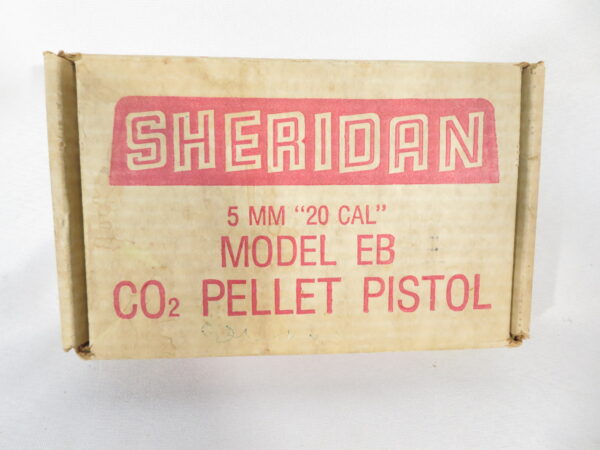 SHERIDAN
5 MM "20 CAL"
MODEL EB
CO₂ PELLET PISTOL